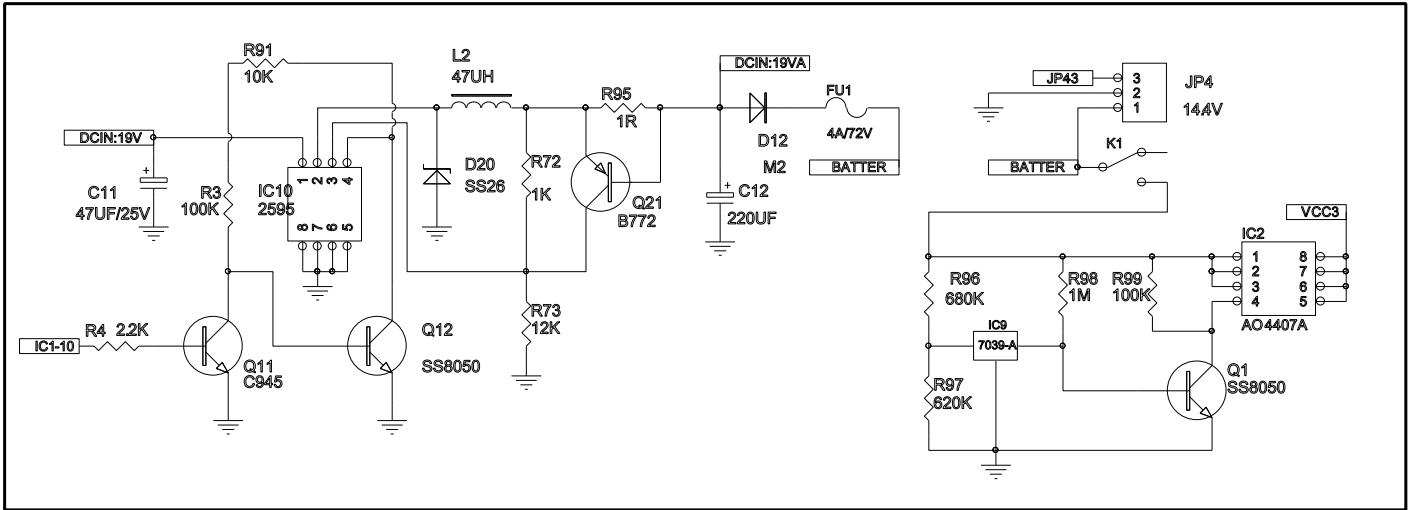 R91
10K
L2
47UH
DCIN:19VA
JP43
3
2
1
JP4
14.4V
R95
1R
FU1
4A/72V
DCIN:19V
D12
M2
BATTER
BATTER
K1
C11
47UF/25V
R3
100K
IC10
2595
1 2 3 4
8 7 6 5
D20
SS26
R72
1K
Q21
B772
C12
220UF
VCC3
IC2
1 8
2 7
3 6
4 5
AO4407A
R96
680K
R98
1M
R99
100K
R4 2.2K
IC1-10
Q11
C945
Q12
SS8050
R73
12K
IC9
7039-A
R97
620K
Q1
SS8050